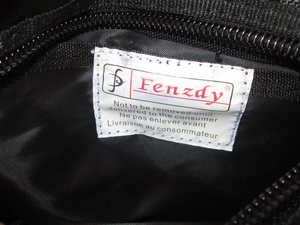 Fenzdy®
Not to be removed until
delivered to the consumer
Ne pas enlever avant
Livraison au consommateur